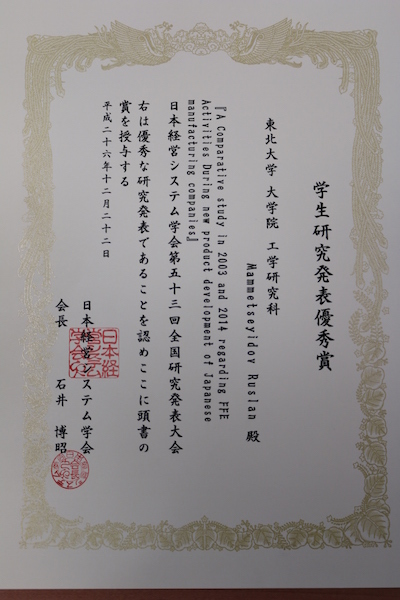 学生研究発表優秀賞
東北大学 大学院 工学研究科
Mammetseyidov Ruslan 殿
『A Comparative study in 2003 and 2014 regarding FFE
Activities During new product development of Japanese
manufacturing companies』
日本経営システム学会第五十三回全国研究発表大会
右は優秀な研究発表であることを認めここに頭書の
賞を授与する
平成二十六年十二月二十二日
日本経営システム学会
会長 石井 博昭